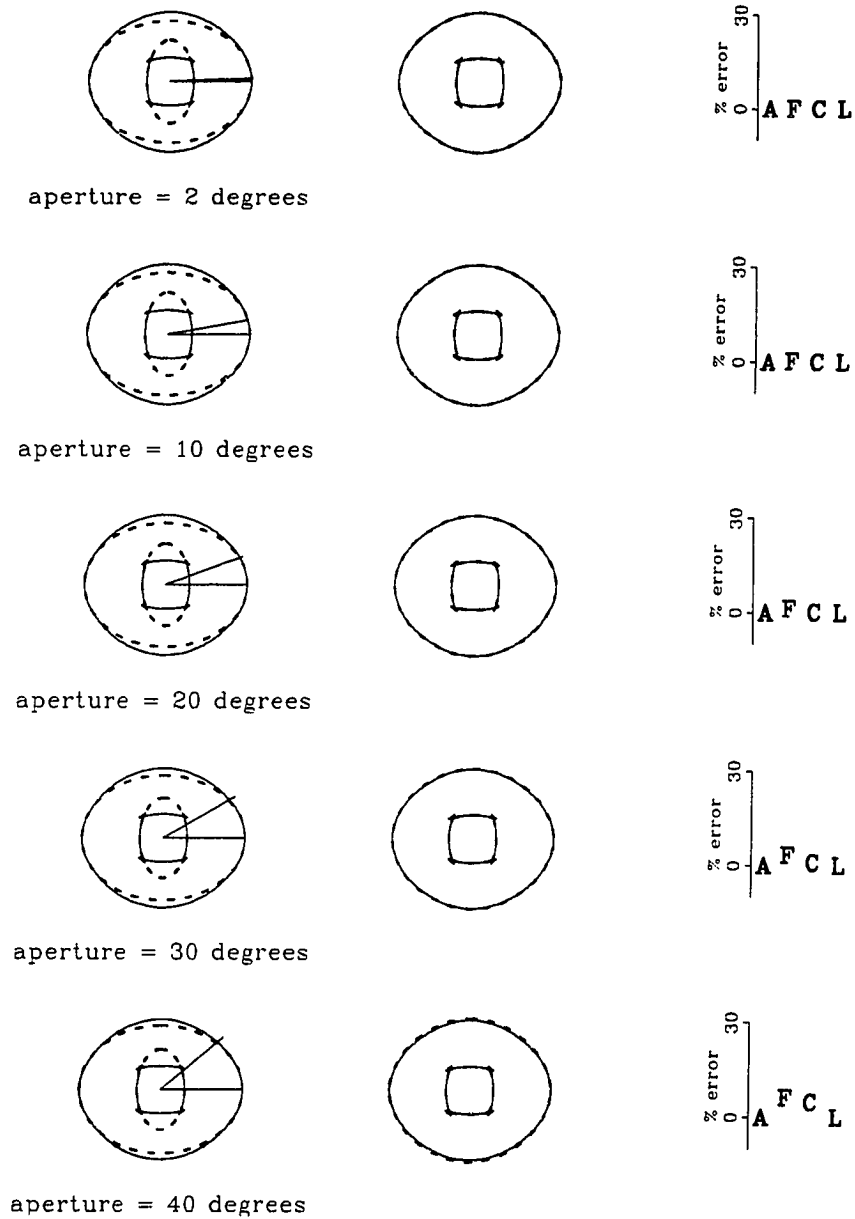 30
% error
0
A F C L
aperture = 2 degrees
30
% error
0
A F C L
aperture = 10 degrees
30
% error
0
A F C L
aperture = 20 degrees
30
% error
0
A F C L
aperture = 30 degrees
30
% error
0
A F C L
aperture = 40 degrees